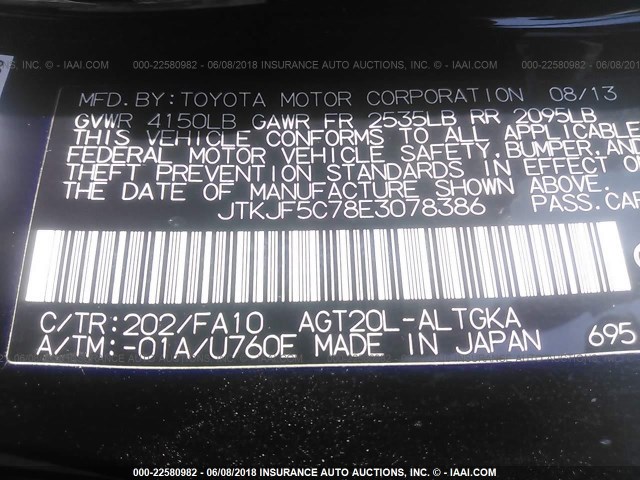 S, INC. - IAAI.COM 000-22580982 - 06/08/2018 INSURANCE AUTO AUCTIONS, INC. - IAAI.COM 000-22580982 - 06/
MFD.BY:TOYOTA MOTOR CORPORATION 08/13
GVWR 4150LB GAWR FR 2535LB RR 2095LB
THIS VEHICLE CONFORMS TO ALL APPLICABLE
FEDERAL MOTOR VEHICLE SAFETY,BUMPER,AND
THEFT PREVENTION STANDARDS IN EFFECT O
THE DATE OF MANUFACTURE SHOWN ABOVE.
JTKJF5C78E3078386 PASS.CAR
C/TR:202/FA10 AGT20L-ALTGKA
A/TM:-01A/U760E MADE IN JAPAN 695
000-22580982 - 06/08/2018 INSURANCE AUTO AUCTIONS, INC. - IAAI.COM